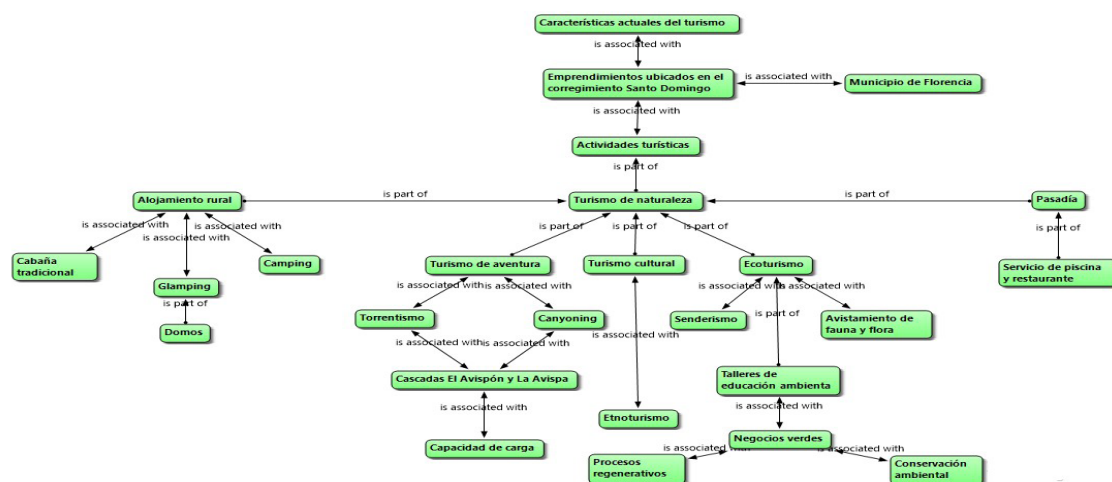 Características actuales del turismo
is associated with
Emprendimientos ubicados en el
corregimiento Santo Domingo
is associated with
Municipio de Florencia
is associated with
Actividades turísticas
is part of
Alojamiento rural
is part of
Turismo de naturaleza
is part of
Pasadía
is associated with
is associated with
is associated with
is part of
is part of
is part of
is part of
Cabaña
tradicional
Camping
Turismo de aventura
Turismo cultural
Ecoturismo
Servicio de piscina
y restaurante
Glamping
is part of
is associated with
is associated with
is associated with
is associated with
Domos
Torrentismo
Canyoning
is associated with
Senderismo
is part of
Avistamiento de
fauna y flora
is associated with
is associated with
Cascadas El Avispón y La Avispa
Talleres de
educación ambienta
is associated with
is associated with
Etnoturismo
Capacidad de carga
Negocios verdes
is associated with
is associated with
Procesos
regenerativos
Conservación
ambiental